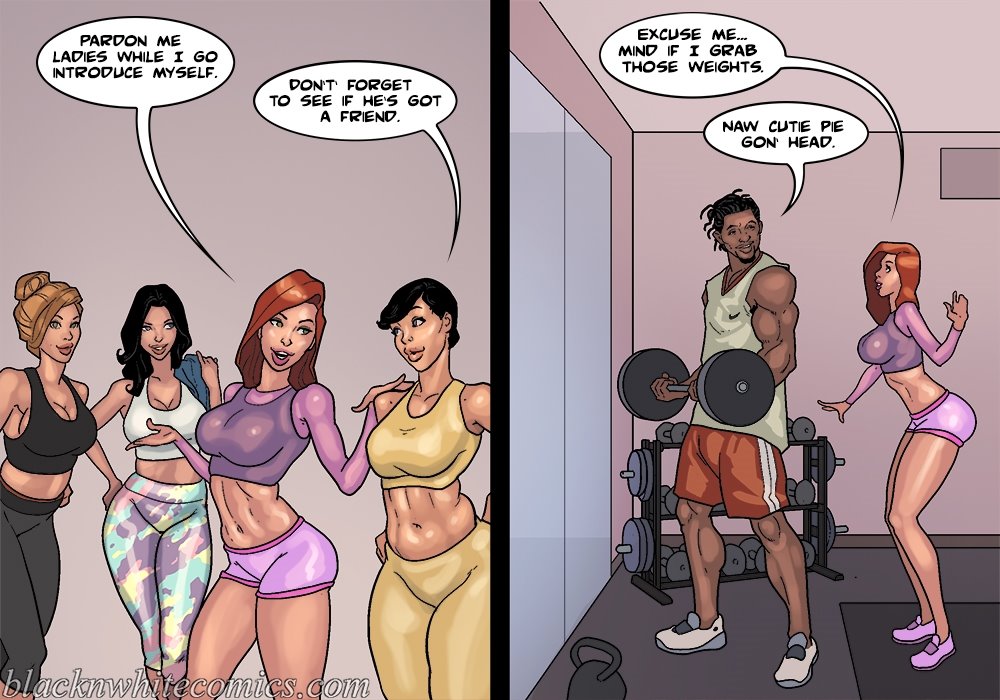 PARDON ME
LADIES WHILE I GO
INTRODUCE MYSELF.
DON'T' FORGET
TO SEE IF HE'S GOT
A FRIEND.
EXCUSE ME...
MIND IF I GRAB
THOSE WEIGHTS.
NAW CUTIE PIE
GON' HEAD.
blacknwhitecomics.com